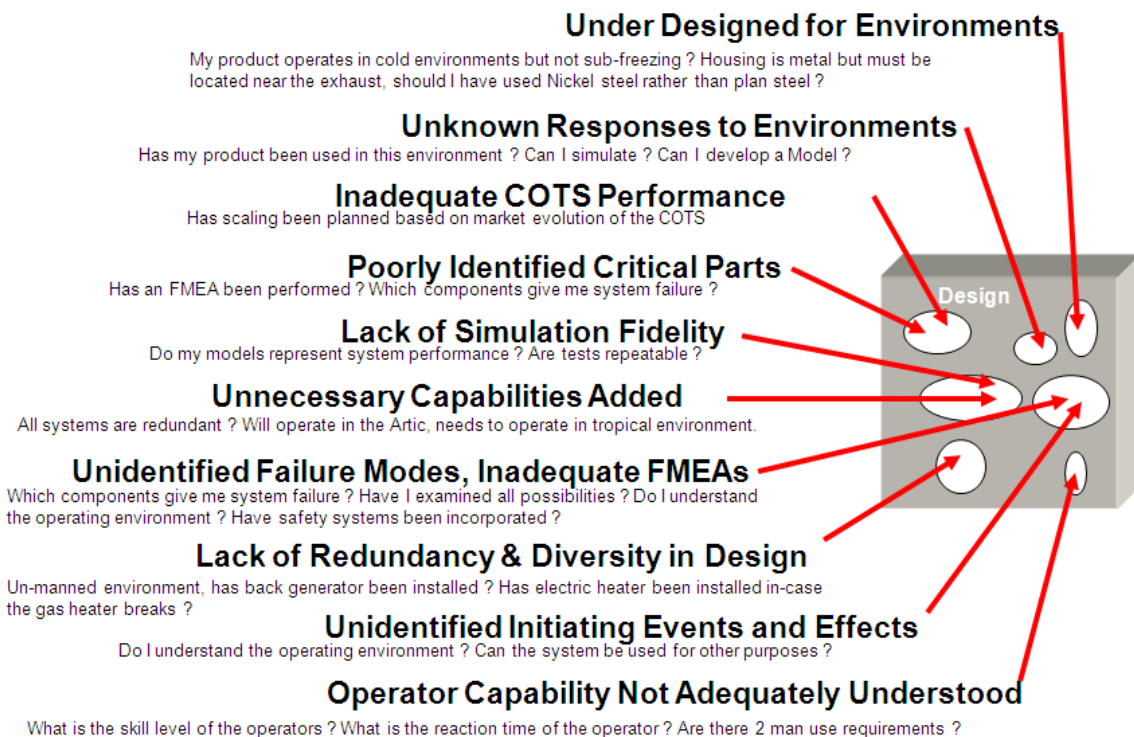 Under Designed for Environments
My product operates in cold environments but not sub-freezing ? Housing is metal but must be
located near the exhaust, should I have used Nickel steel rather than plan steel ?
Unknown Responses to Environments
Has my product been used in this environment ? Can I simulate ? Can I develop a Model ?
Inadequate COTS Performance
Has scaling been planned based on market evolution of the COTS
Poorly Identified Critical Parts
Has an FMEA been performed ? Which components give me system failure ?
Design
Lack of Simulation Fidelity
Do my models represent system performance ? Are tests repeatable ?
Unnecessary Capabilities Added
All systems are redundant ? Will operate in the Artic, needs to operate in tropical environment.
Unidentified Failure Modes, Inadequate FMEAs
Which components give me system failure ? Have I examined all possibilities ? Do I understand
the operating environment ? Have safety systems been incorporated ?
Lack of Redundancy & Diversity in Design
Un-manned environment, has back generator been installed ? Has electric heater been installed in-case
the gas heater breaks ?
Unidentified Initiating Events and Effects
Do I understand the operating environment ? Can the system be used for other purposes ?
Operator Capability Not Adequately Understood
What is the skill level of the operators ? What is the reaction time of the operator ? Are there 2 man use requirements ?